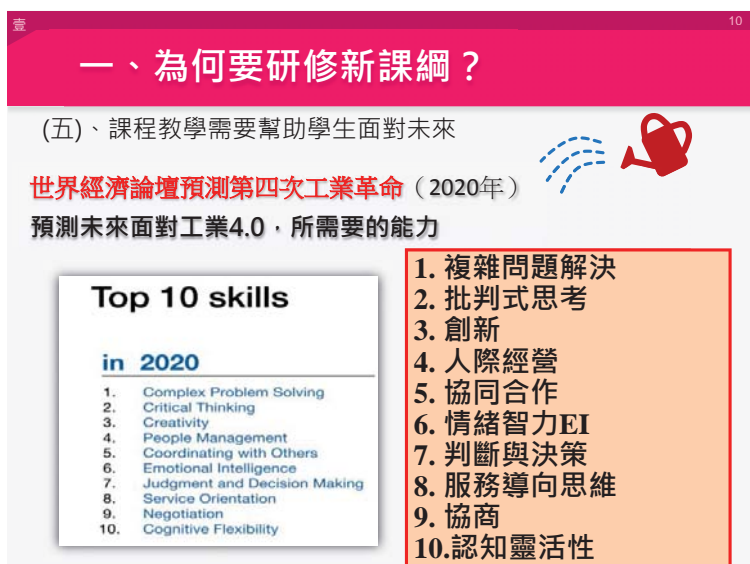 壹
10
一、為何要研修新課綱？
(五)、課程教學需要幫助學生面對未來
世界經濟論壇預測第四次工業革命（2020年）
預測未來面對工業4.0，所需要的能力
Top 10 skills
in 2020
1. Complex Problem Solving
2. Critical Thinking
3. Creativity
4. People Management
5. Coordinating with Others
6. Emotional Intelligence
7. Judgment and Decision Making
8. Service Orientation
9. Negotiation
10. Cognitive Flexibility
1. 複雜問題解決
2. 批判式思考
3. 創新
4. 人際經營
5. 協同合作
6. 情緒智力EI
7. 判斷與決策
8. 服務導向思維
9. 協商
10.認知靈活性